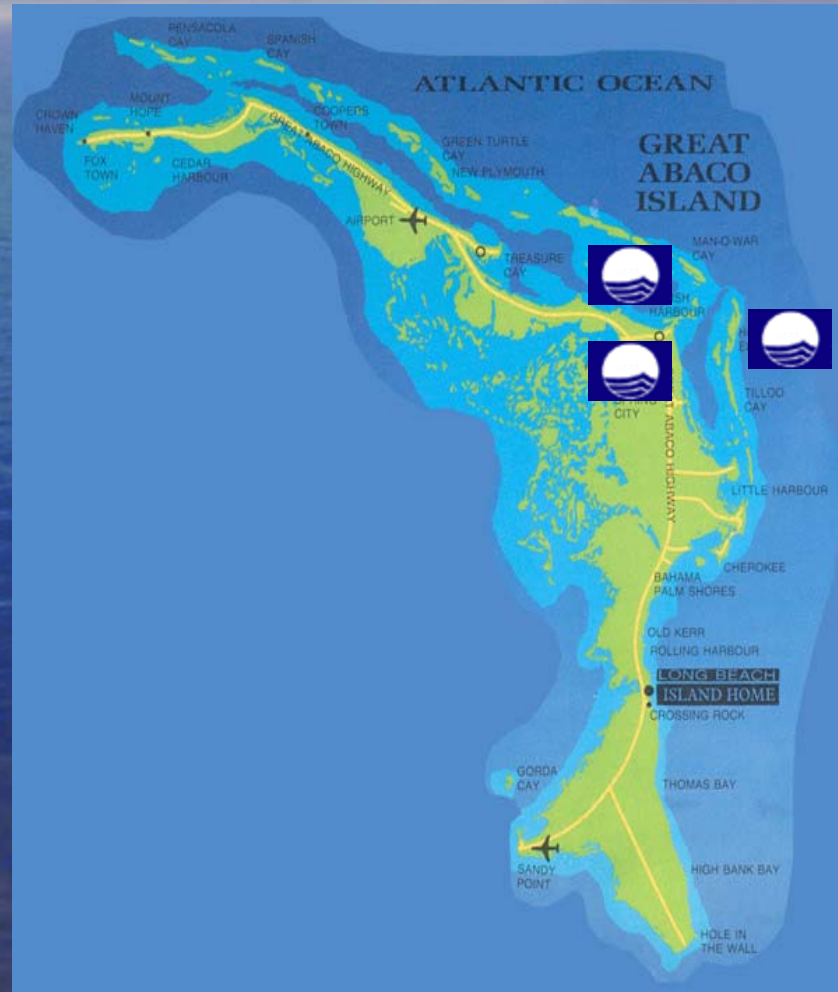 PENSACOLA
CAY
SPANISH
CAY
ATLANTIC OCEAN
CROWN
HAVEN
MOUNT
HOPE
COOPERS
TOWN
GREAT ABACO HIGHWAY
GREEN TURTLE
CAY
NEW PLYMOUTH
GREAT
ABACO
ISLAND
FOX
TOWN
CEDAR
HARBOUR
AIRPORT
TREASURE
CAY
MAN-O-WAR
CAY
HARBOUR
TILLOO
CAY
CITY
ABACO HIGHWAY
LITTLE HARBOUR
CHEROKEE
BAHAMA
PALM SHORES
OLD KERR
ROLLING HARBOUR
LONG BEACH
ISLAND HOME
CROSSING ROCK
GORDA
CAY
THOMAS BAY
SANDY
POINT
HIGH BANK BAY
HOLE IN
THE WALL